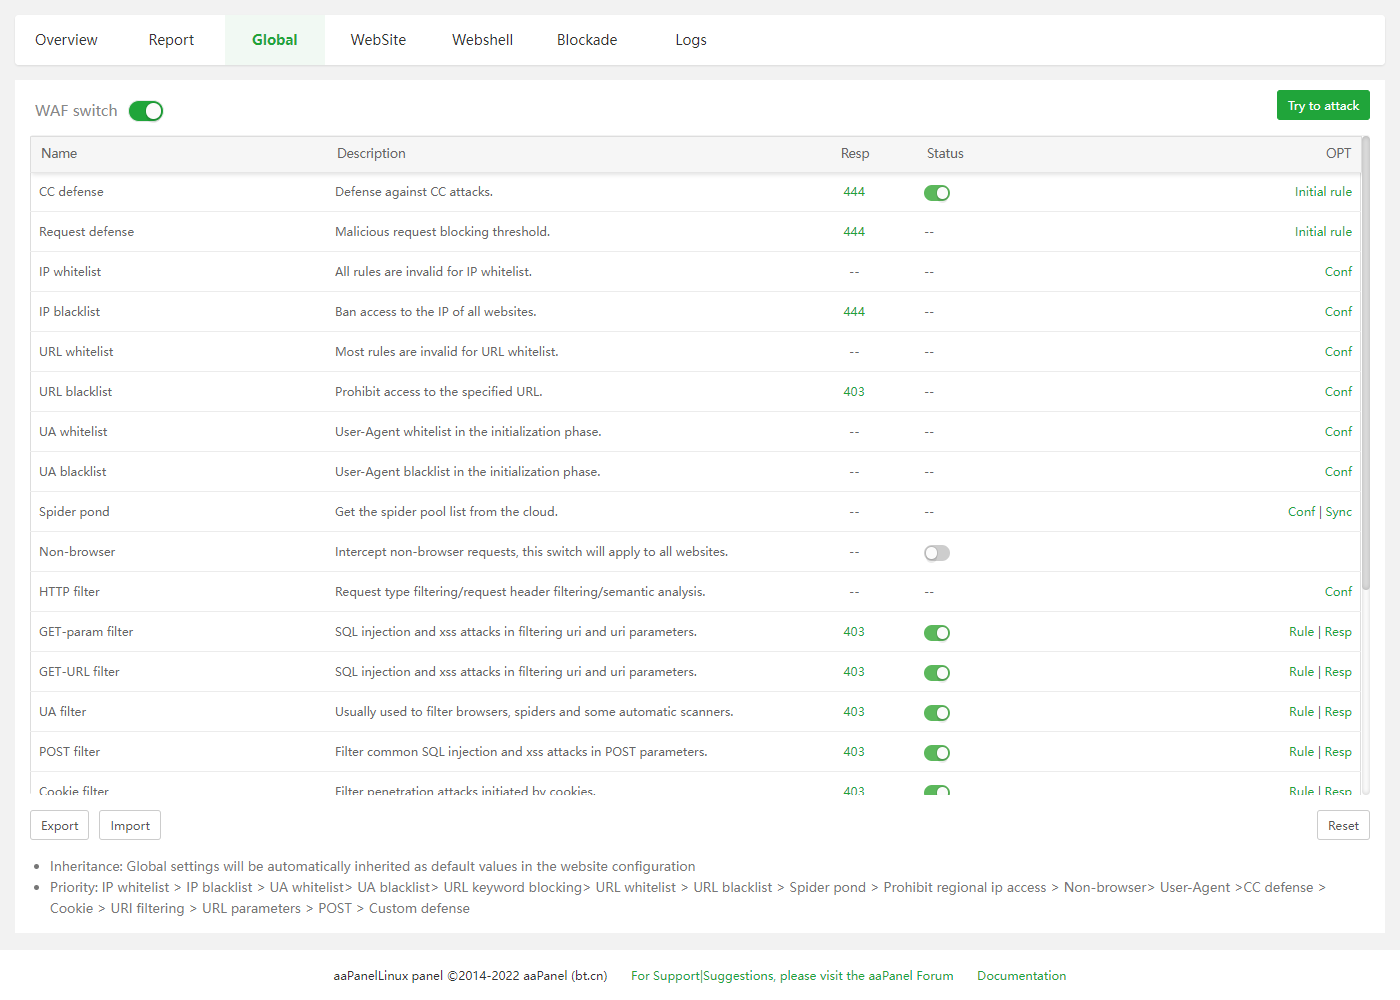 Overview Report Global WebSite Webshell Blockade Logs
WAF switch Try to attack
Name Description Resp Status OPT
CC defense Defense against CC attacks. 444 Initial rule
Request defense Malicious request blocking threshold. 444 -- Initial rule
IP whitelist All rules are invalid for IP whitelist. -- -- Conf
IP blacklist Ban access to the IP of all websites. 444 -- Conf
URL whitelist Most rules are invalid for URL whitelist. -- -- Conf
URL blacklist Prohibit access to the specified URL. 403 -- Conf
UA whitelist User-Agent whitelist in the initialization phase. -- -- Conf
UA blacklist User-Agent blacklist in the initialization phase. -- -- Conf
Spider pond Get the spider pool list from the cloud. -- -- Conf | Sync
Non-browser Intercept non-browser requests, this switch will apply to all websites. --
HTTP filter Request type filtering/request header filtering/semantic analysis. -- -- Conf
GET-param filter SQL injection and xss attacks in filtering uri and uri parameters. 403 Rule | Resp
GET-URL filter SQL injection and xss attacks in filtering uri and uri parameters. 403 Rule | Resp
UA filter Usually used to filter browsers, spiders and some automatic scanners. 403 Rule | Resp
POST filter Filter common SQL injection and xss attacks in POST parameters. 403 Rule | Resp
Cookie filter Filter penetration attacks initiated by cookies. 403 Rule | Resp
Export Import Reset
• Inheritance: Global settings will be automatically inherited as default values in the website configuration
• Priority: IP whitelist > IP blacklist > UA whitelist> UA blacklist> URL keyword blocking> URL whitelist > URL blacklist > Spider pond > Prohibit regional ip access > Non-browser> User-Agent >CC defense >
Cookie > URI filtering > URL parameters > POST > Custom defense
aaPanelLinux panel ©2014-2022 aaPanel (bt.cn) For Support|Suggestions, please visit the aaPanel Forum Documentation